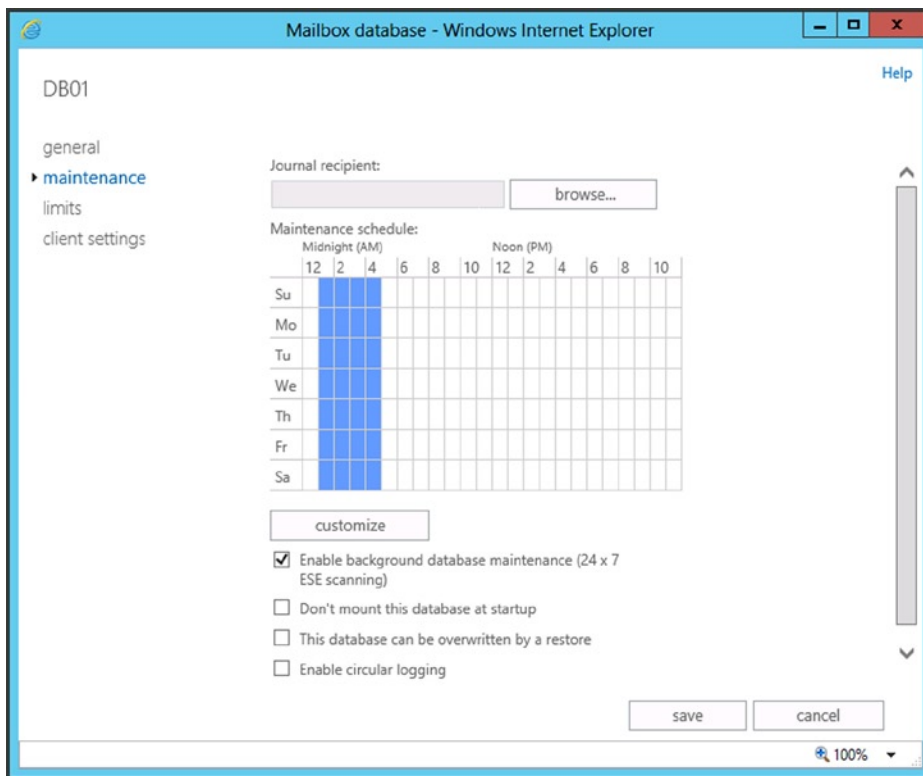 Mailbox database - Windows Internet Explorer
Help
DB01
general
maintenance
limits
client settings
Journal recipient:
browse...
Maintenance schedule:
Midnight (AM) Noon (PM)
12 2 4 6 8 10 12 2 4 6 8 10
Su
Mo
Tu
We
Th
Fr
Sa
customize
Enable background database maintenance (24 x 7
ESE scanning)
Don't mount this database at startup
This database can be overwritten by a restore
Enable circular logging
save cancel
100%